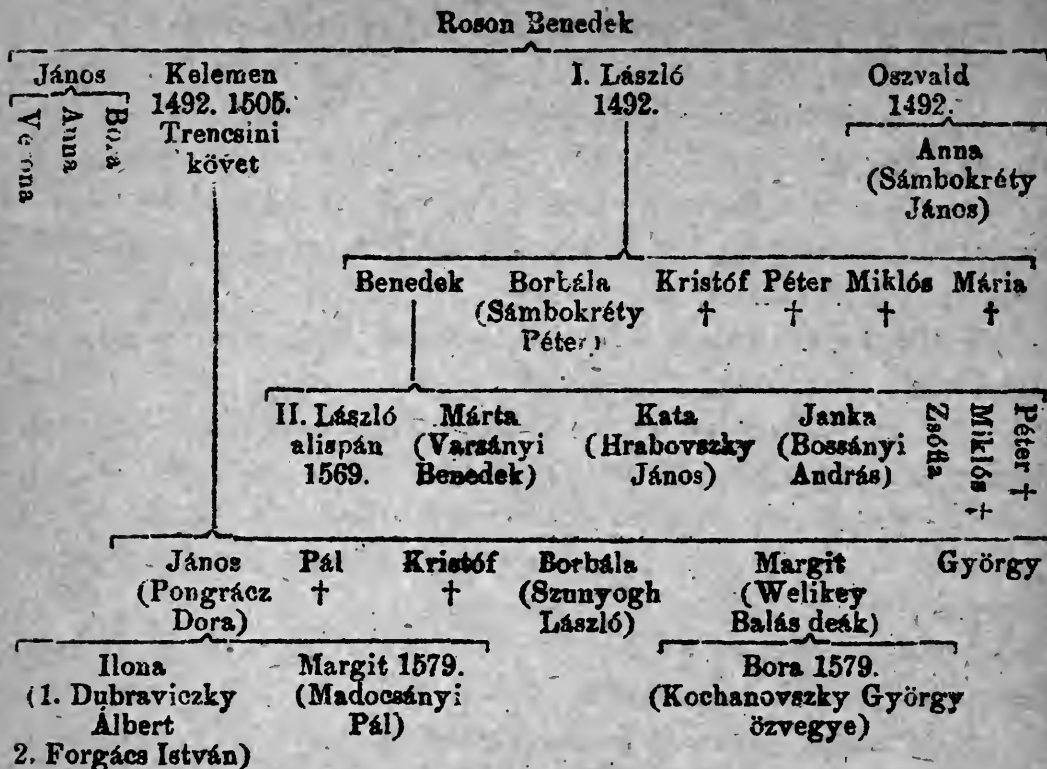 Roson Benedek
János Kelemen I. László Oszvald
1492. 1505. 1492. 1492.
Trencsini
követ
Bora
Anna
Verona
Anna
(Sámbokréty
János)
Benedek Borbála Kristóf Péter Miklós Mária
(Sámbokréty † † † †
Péter)
II. László Márta Kata Janka
alispán (Varsányi (Hrabovszky (Bossányi
1569. Benedek) János) András)
Zsófia
Miklós †
Péter †
János Pál Kristóf Borbála Margit György
(Pongrácz † † (Szunyogh (Welikey
Dora) László) Balás deák)
Ilona Margit 1579. Bora 1579.
(1. Dubraviczky (Madocsányi (Kochanovszky György
Álbert Pál) özvegye)
2. Forgács István)